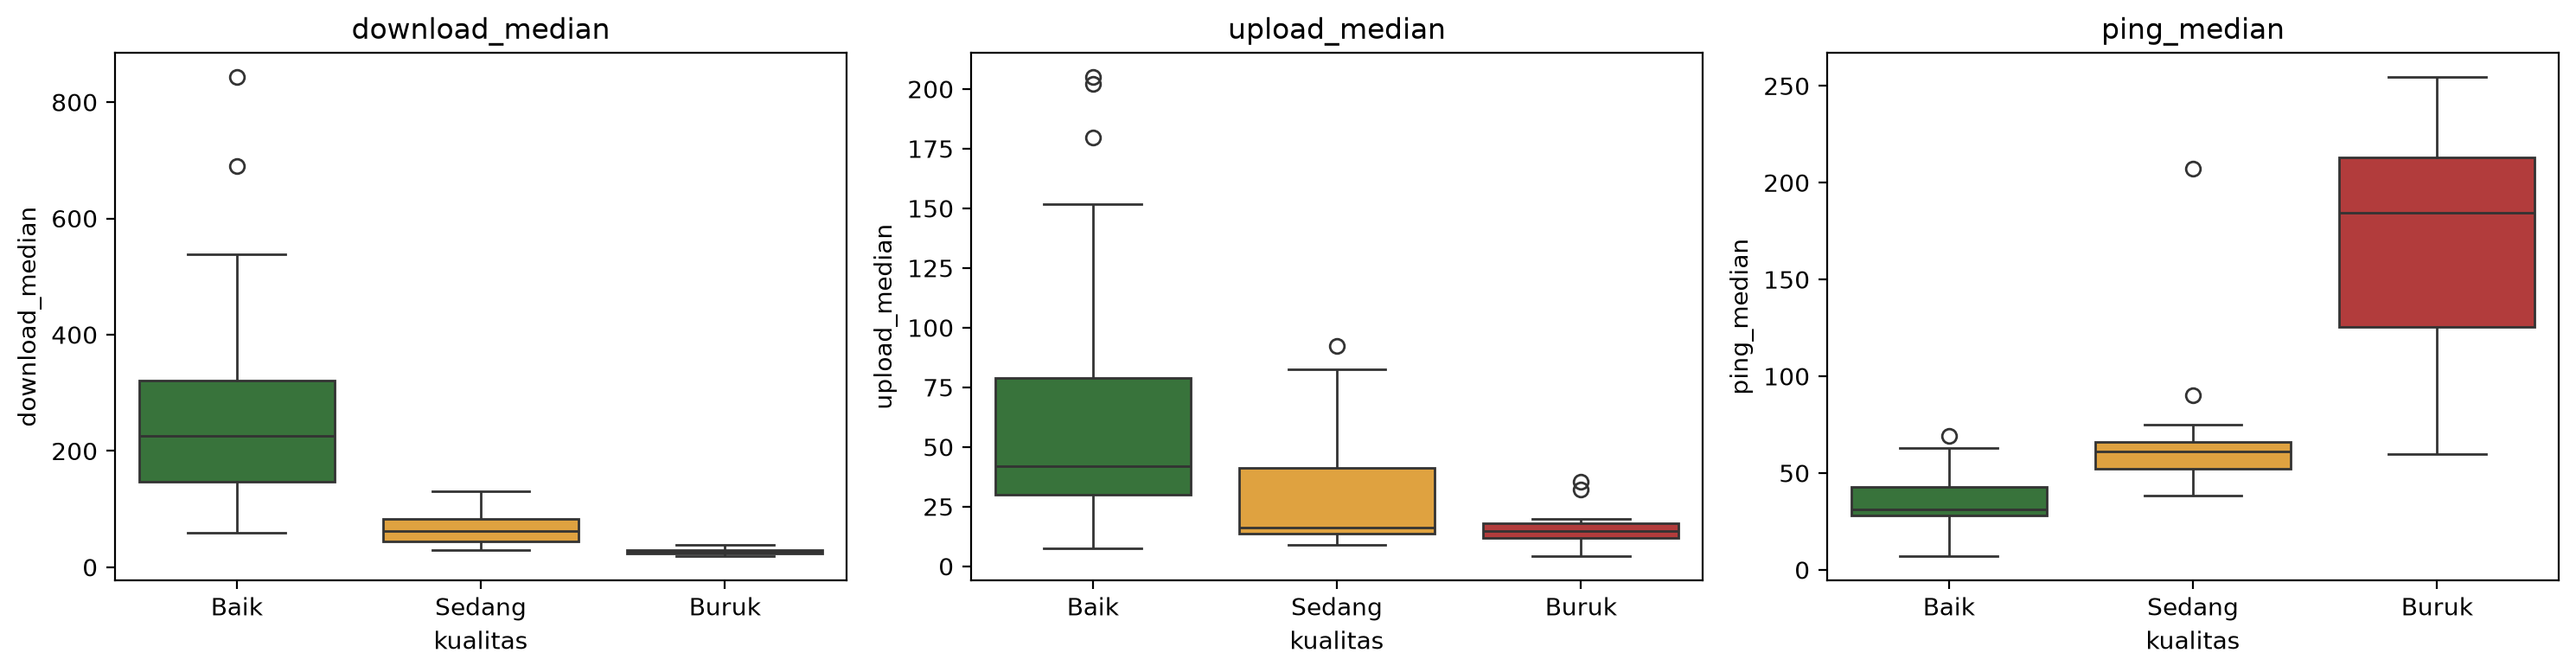 download_median
download_median
800
600
400
200
0
Baik Sedang Buruk
kualitas
upload_median
upload_median
200
175
150
125
100
75
50
25
0
Baik Sedang Buruk
kualitas
ping_median
ping_median
250
200
150
100
50
0
Baik Sedang Buruk
kualitas